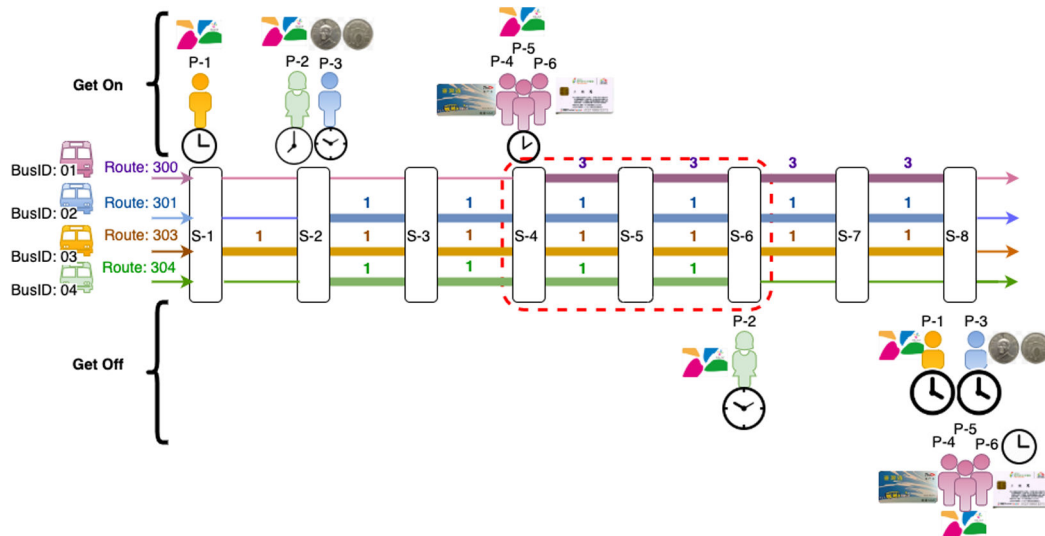 P-1
P-2 P-3
P-5
P-4 P-6
Get On
BusID: 01 Route: 300 3 3 3 3
BusID: 02 Route: 301 1 1 1 1 1 1
S-1 S-2 S-3 S-4 S-5 S-6 S-7 S-8
BusID: 03 Route: 303 1 1 1 1 1 1 1
BusID: 04 Route: 304 1 1 1 1
Get Off
P-2
P-1 P-3
P-5
P-4 P-6